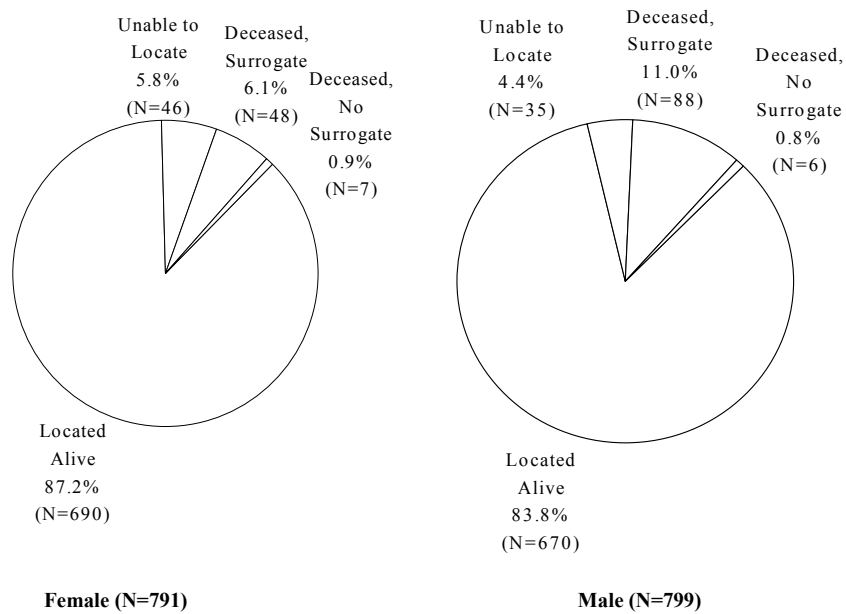 Unable to
Locate
5.8%
(N=46)
Deceased,
Surrogate
6.1%
(N=48)
Deceased,
No
Surrogate
0.9%
(N=7)
Located
Alive
87.2%
(N=690)
Female (N=791)
Unable to
Locate
4.4%
(N=35)
Deceased,
Surrogate
11.0%
(N=88)
Deceased,
No
Surrogate
0.8%
(N=6)
Located
Alive
83.8%
(N=670)
Male (N=799)